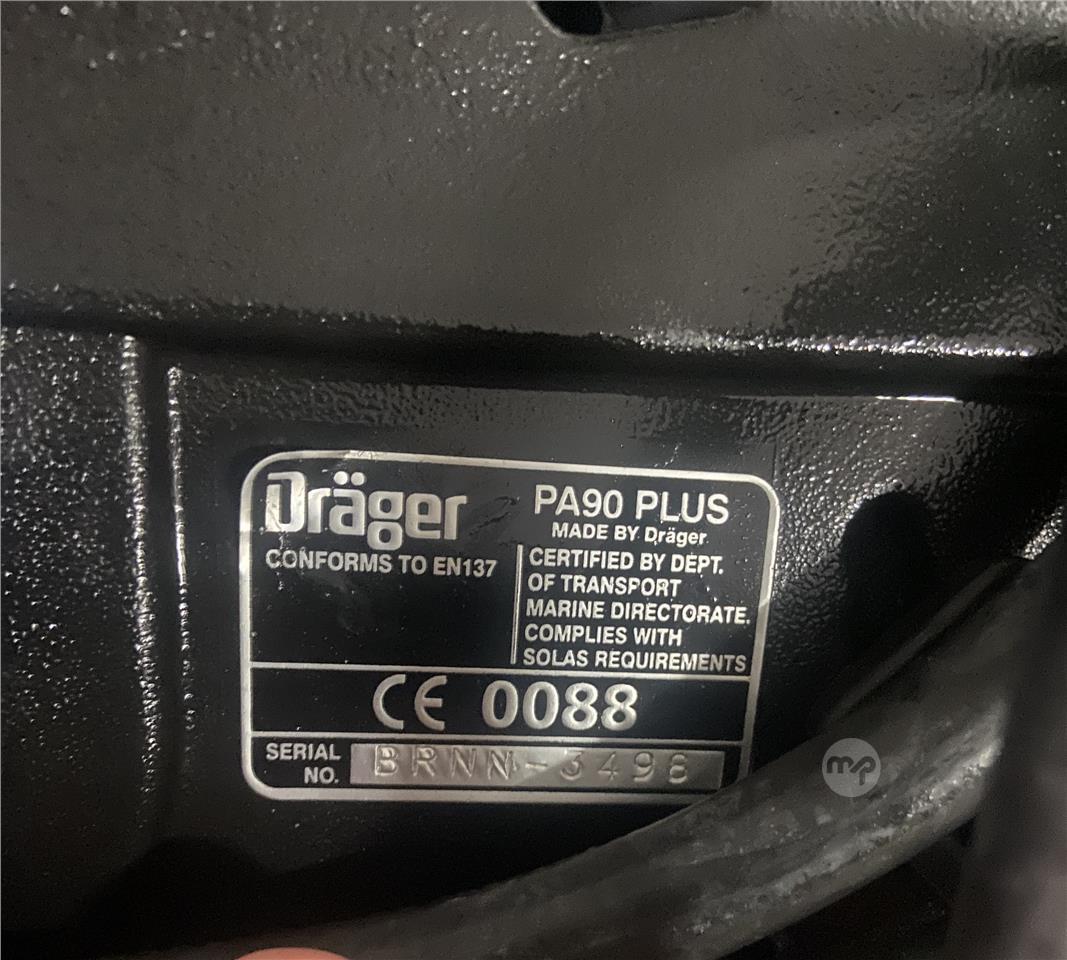 Dräger
CONFORMS TO EN137
PA90 PLUS
MADE BY Dräger
CERTIFIED BY DEPT.
OF TRANSPORT
MARINE DIRECTORATE.
COMPLIES WITH
SOLAS REQUIREMENTS
CE 0088
SERIAL
NO.
BRNN-3498
mp